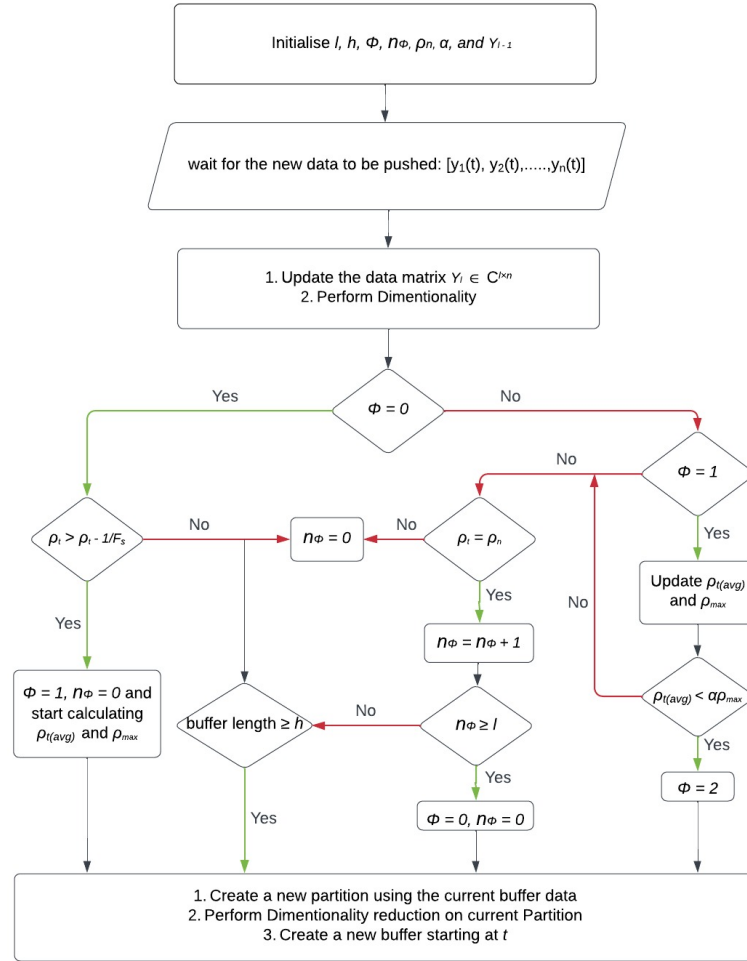 Initialise l, h, Φ, nΦ, ρn, α, and Yl - 1
wait for the new data to be pushed: [y1(t), y2(t),.....,yn(t)]
1. Update the data matrix Yl ∈ C^l×n
2. Perform Dimentionality
Yes
Φ = 0
No
No
Φ = 1
ρt > ρt - 1/Fs
No
nΦ = 0
No
ρt = ρn
Yes
Yes
Yes
No
Update ρt(avg)
and ρmax
nΦ = nΦ + 1
Φ = 1, nΦ = 0 and
start calculating
ρt(avg) and ρmax
buffer length ≥ h
No
nΦ ≥ l
ρt(avg) < αρmax
Yes
Yes
Yes
Φ = 2
Φ = 0, nΦ = 0
1. Create a new partition using the current buffer data
2. Perform Dimentionality reduction on current Partition
3. Create a new buffer starting at t